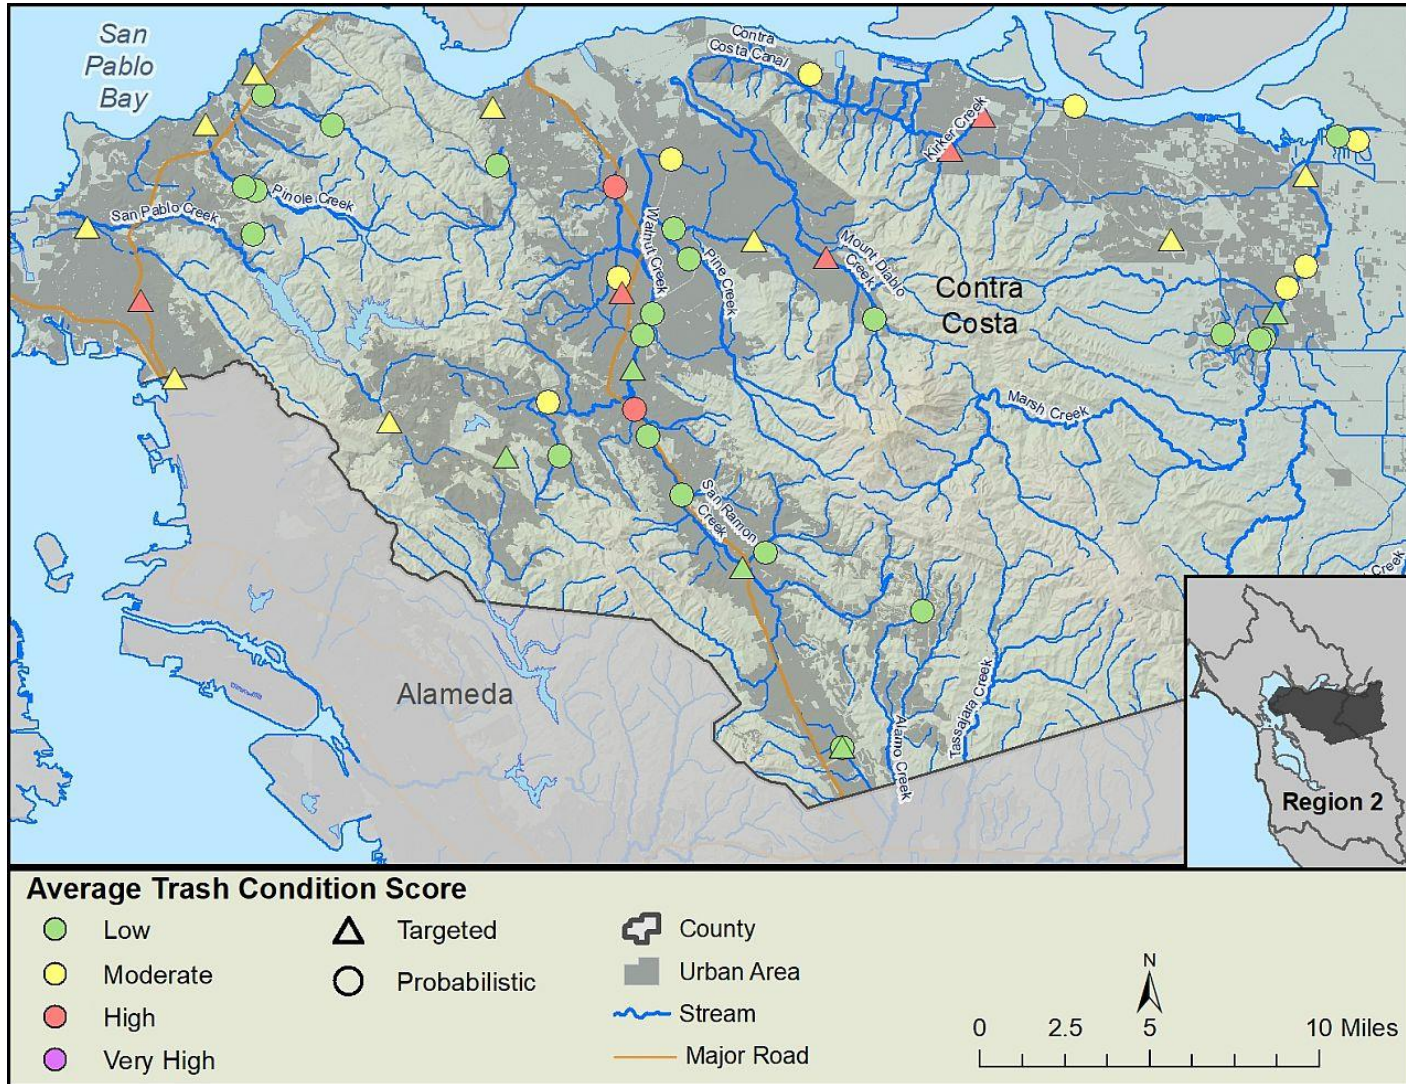 San
Pablo
Bay
Contra
Costa Canal
Kirker Creek
Pinole Creek
San Pablo Creek
Walnut Creek
Pine Creek
Mount Diablo
Creek
Contra
Costa
Marsh Creek
San Ramon
Creek
Creek
Alameda
Alamo Creek
Tassajara Creek
Region 2
Average Trash Condition Score
Low
Moderate
High
Very High
Targeted
Probabilistic
County
Urban Area
Stream
Major Road
N
0 2.5 5 10 Miles